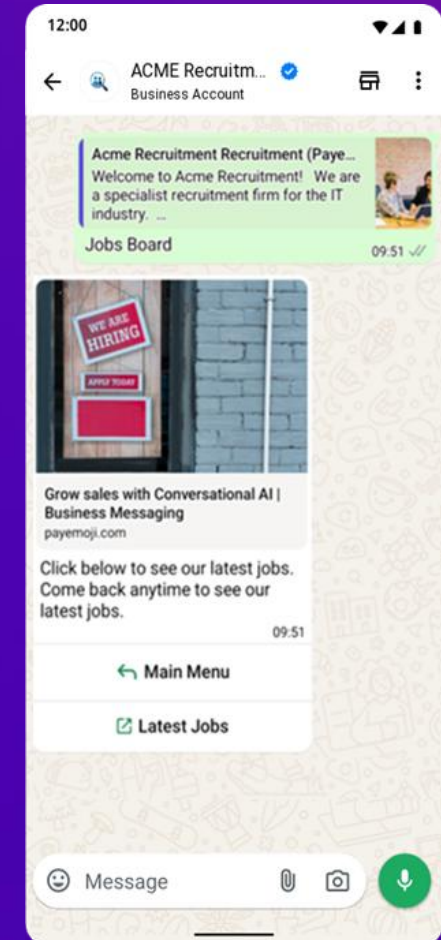 12:00
ACME Recruitm...
Business Account
Acme Recruitment Recruitment (Paye...
Welcome to Acme Recruitment! We are
a specialist recruitment firm for the IT
industry. ...
Jobs Board
09:51
WE ARE
HIRING
APPLY TODAY
Grow sales with Conversational AI |
Business Messaging
payemoji.com
Click below to see our latest jobs.
Come back anytime to see our
latest jobs.
09:51
Main Menu
Latest Jobs
Message